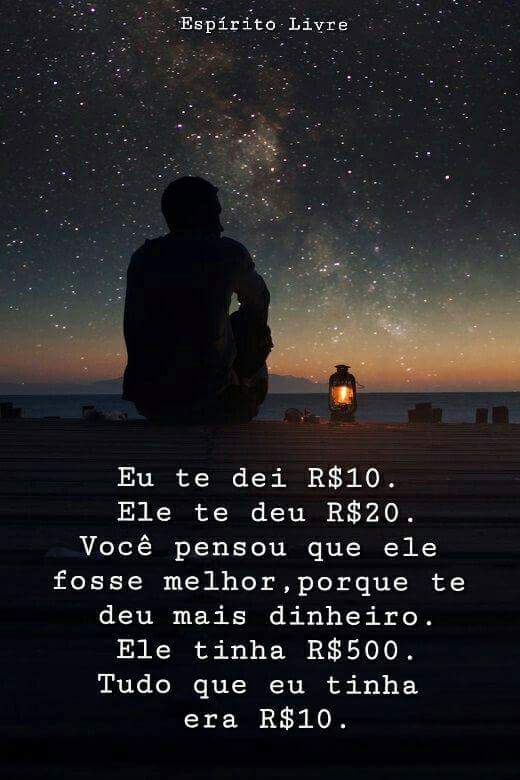 Espírito Livre
Eu te dei R$10.
Ele te deu R$20.
Você pensou que ele
fosse melhor,porque te
deu mais dinheiro.
Ele tinha R$500.
Tudo que eu tinha
era R$10.